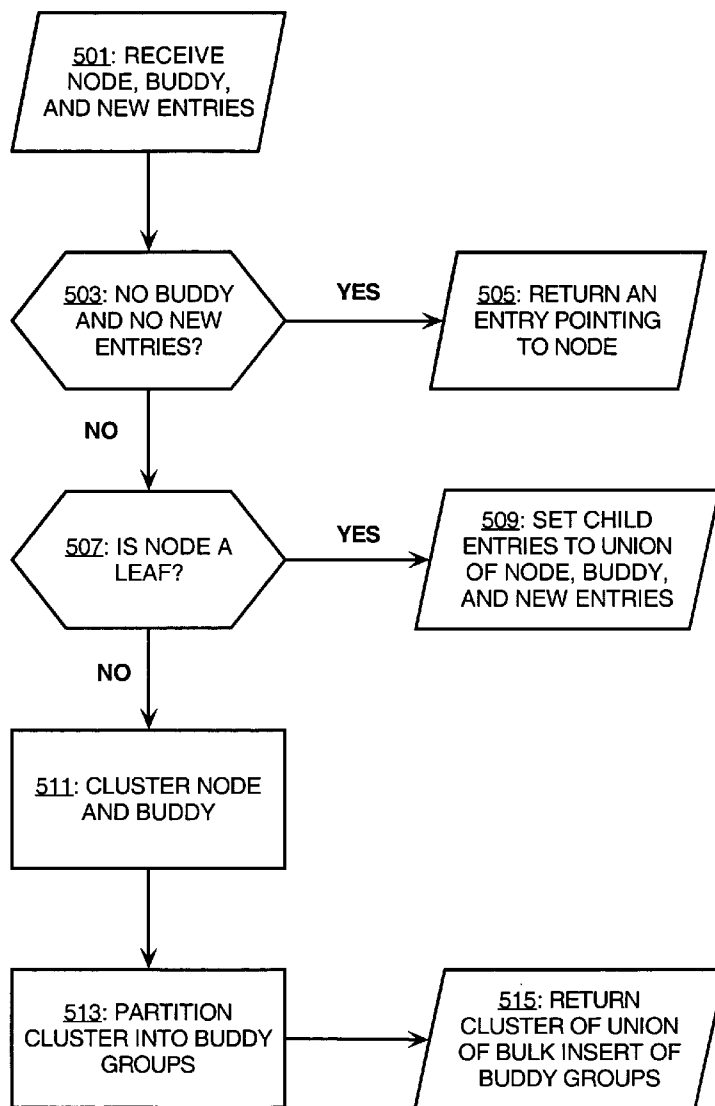 501: RECEIVE
NODE, BUDDY,
AND NEW ENTRIES
503: NO BUDDY
AND NO NEW
ENTRIES?
YES
505: RETURN AN
ENTRY POINTING
TO NODE
NO
507: IS NODE A
LEAF?
YES
509: SET CHILD
ENTRIES TO UNION
OF NODE, BUDDY,
AND NEW ENTRIES
NO
511: CLUSTER NODE
AND BUDDY
513: PARTITION
CLUSTER INTO BUDDY
GROUPS
515: RETURN
CLUSTER OF UNION
OF BULK INSERT OF
BUDDY GROUPS